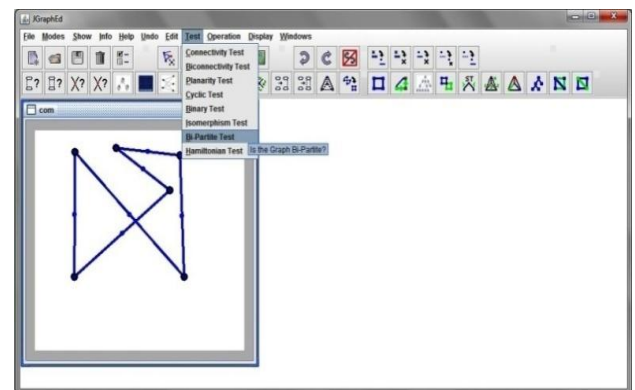 JGraphEd
File Modes Show Info Help Undo Edit Test Operation Display Windows
Connectivity Test
Biconnectivity Test
Planarity Test
Cyclic Test
Binary Test
Isomorphism Test
Bi-Partite Test
Hamiltonian Test
Is the Graph Bi-Partite?
com